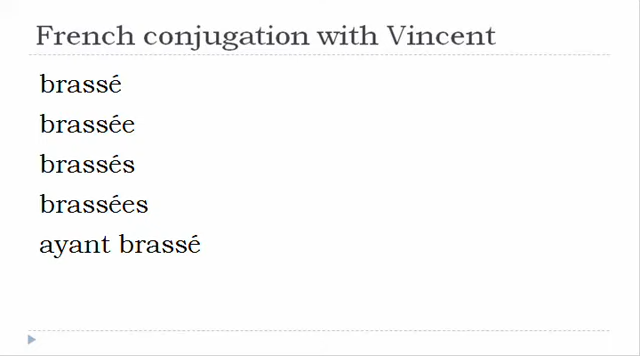 French conjugation with Vincent
brassé
brassée
brassés
brassées
ayant brassé